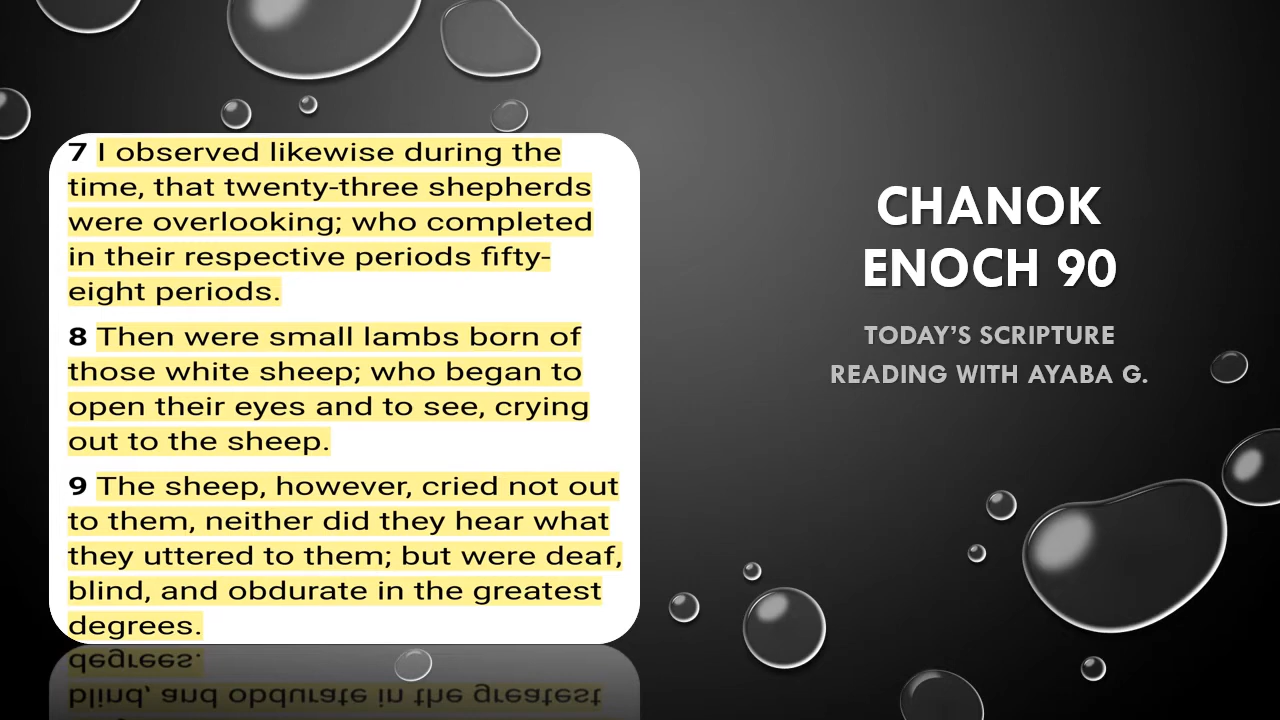 7 I observed likewise during the
time, that twenty-three shepherds
were overlooking; who completed
in their respective periods fifty-
eight periods.
8 Then were small lambs born of
those white sheep; who began to
open their eyes and to see, crying
out to the sheep.
9 The sheep, however, cried not out
to them, neither did they hear what
they uttered to them; but were deaf,
blind, and obdurate in the greatest
degrees.
CHANOK
ENOCH 90
TODAY’S SCRIPTURE
READING WITH AYABA G.